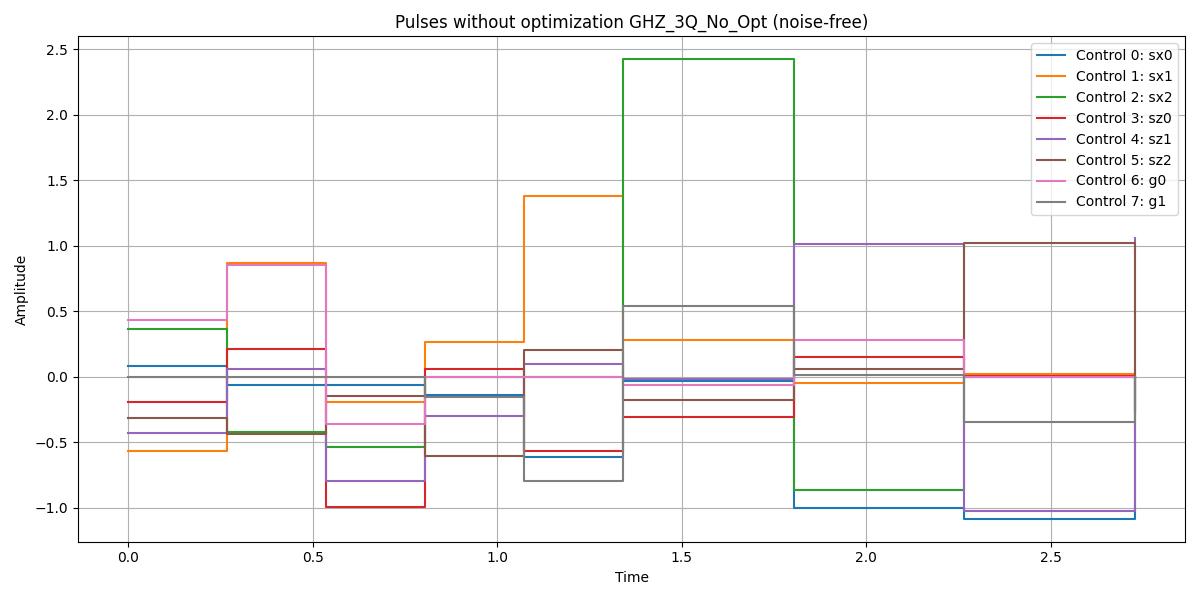 Pulses without optimization GHZ_3Q_No_Opt (noise-free)
Amplitude
2.5
2.0
1.5
1.0
0.5
0.0
−0.5
−1.0
Control 0: sx0
Control 1: sx1
Control 2: sx2
Control 3: sz0
Control 4: sz1
Control 5: sz2
Control 6: g0
Control 7: g1
0.0
0.5
1.0
1.5
2.0
2.5
Time